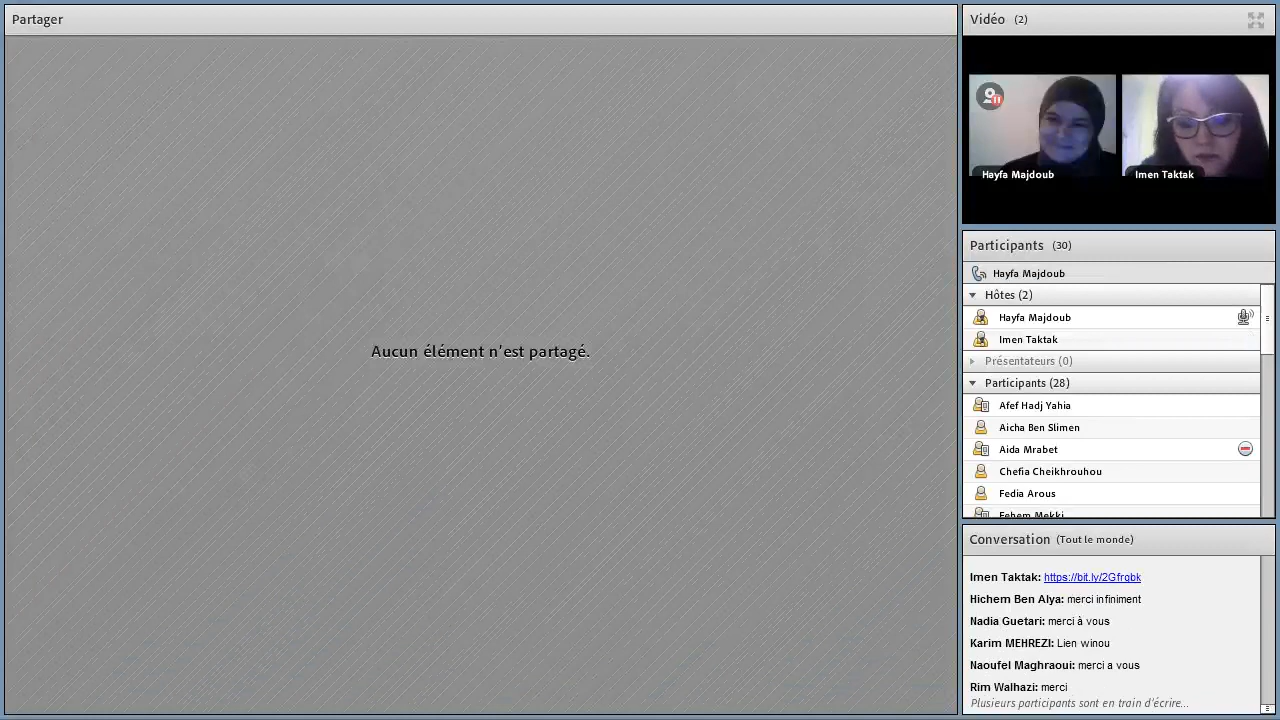 Partager
Aucun élément n'est partagé.
Vidéo (2)
Hayfa Majdoub
Imen Taktak
Participants (30)
Hayfa Majdoub
Hôtes (2)
Hayfa Majdoub
Imen Taktak
Présentateurs (0)
Participants (28)
Afef Hadj Yahia
Aicha Ben Slimen
Aida Mrabet
Chefia Cheikhrouhou
Fedia Arous
Fehem Mekki
Conversation (Tout le monde)
Imen Taktak: https://bit.ly/2Gfrqbk
Hichem Ben Alya: merci infiniment
Nadia Guetari: merci à vous
Karim MEHREZI: Lien winou
Naoufel Maghraoui: merci a vous
Rim Walhazi: merci
Plusieurs participants sont en train d'écrire...